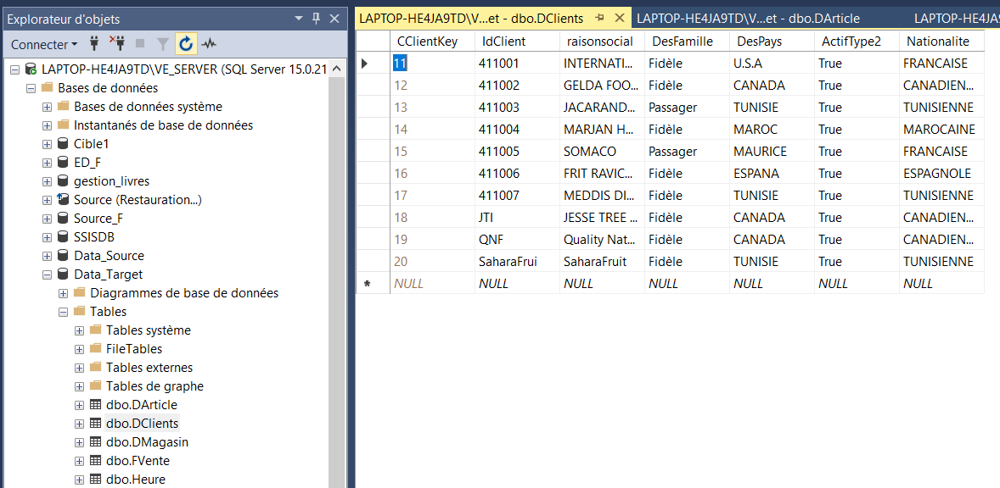 Explorateur d'objets
Connecter
LAPTOP-HE4JA9TD\VE_SERVER (SQL Server 15.0.21
Bases de données
Bases de données système
Instantanés de base de données
Cible1
ED_F
gestion_livres
Source (Restauration...)
Source_F
SSISDB
Data_Source
Data_Target
Diagrammes de base de données
Tables
Tables système
FileTables
Tables externes
Tables de graphe
dbo.DArticle
dbo.DClients
dbo.DMagasin
dbo.FVente
dbo.Heure
LAPTOP-HE4JA9TD\V...et - dbo.DClients LAPTOP-HE4JA9TD\V...et - dbo.DArticle LAPTOP-HE4JA9
CClientKey IdClient raisonsocial DesFamille DesPays ActifType2 Nationalite
11 411001 INTERNATI... Fidèle U.S.A True FRANCAISE
12 411002 GELDA FOO... Fidèle CANADA True CANADIEN...
13 411003 JACARAND... Passager TUNISIE True TUNISIENNE
14 411004 MARJAN H... Fidèle MAROC True MAROCAINE
15 411005 SOMACO Passager MAURICE True FRANCAISE
16 411006 FRIT RAVIC... Fidèle ESPANA True ESPAGNOLE
17 411007 MEDDIS DI... Fidèle TUNISIE True TUNISIENNE
18 JTI JESSE TREE ... Fidèle CANADA True CANADIEN...
19 QNF Quality Nat... Fidèle CANADA True CANADIEN...
20 SaharaFrui SaharaFruit Fidèle TUNISIE True TUNISIENNE
* NULL NULL NULL NULL NULL NULL NULL